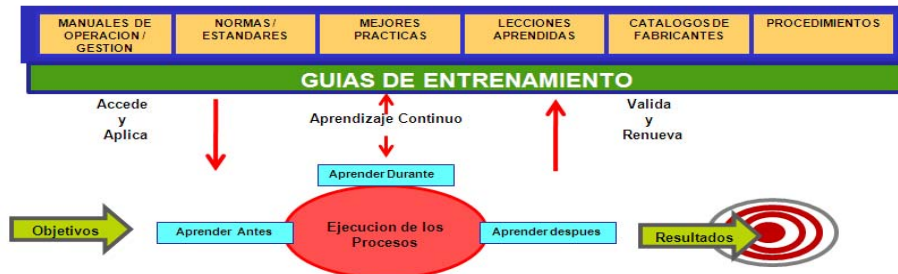 MANUALES DE
OPERACION /
GESTION
NORMAS /
ESTANDARES
MEJORES
PRACTICAS
LECCIONES
APRENDIDAS
CATALOGOS DE
FABRICANTES
PROCEDIMIENTOS
GUIAS DE ENTRENAMIENTO
Accede
y
Aplica
Aprendizaje Continuo
Valida
y
Renueva
Aprender Durante
Objetivos
Aprender Antes
Ejecucion de los
Procesos
Aprender despues
Resultados